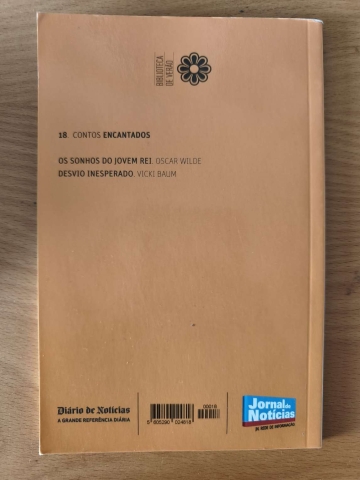 BIBLIOTECA
DE VERÃO
18. CONTOS ENCANTADOS
OS SONHOS DO JOVEM REI. OSCAR WILDE
DESVIO INESPERADO. VICKI BAUM
Diário de Notícias
A GRANDE REFERÊNCIA DIÁRIA
00018
Jornal de
Notícias